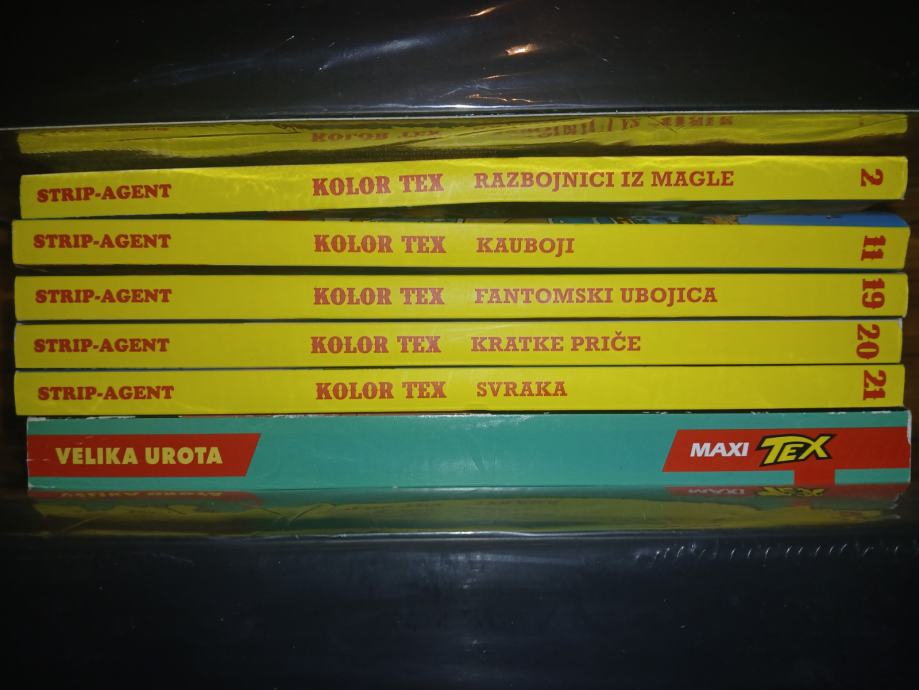 STRIP-AGENT KOLOR TEX RAZBOJNICI IZ MAGLE 2
STRIP-AGENT KOLOR TEX KAUBOJI 11
STRIP-AGENT KOLOR TEX FANTOMSKI UBOJICA 19
STRIP-AGENT KOLOR TEX KRATKE PRIČE 20
STRIP-AGENT KOLOR TEX SVRAKA 21
VELIKA UROTA MAXI TEX